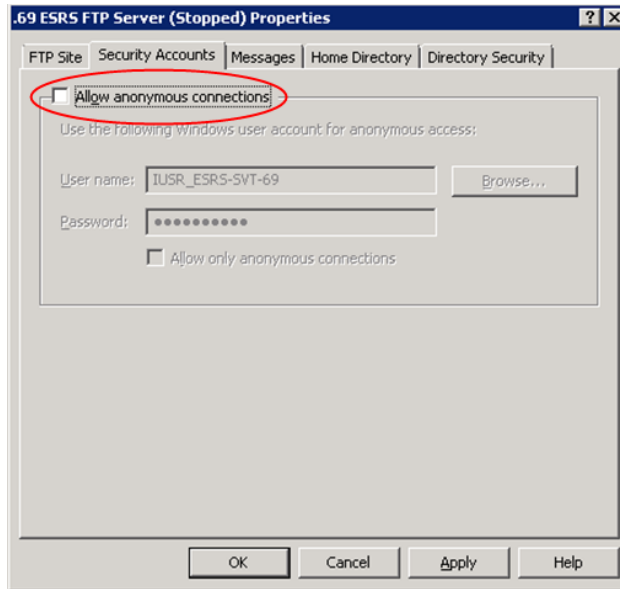 .69 ESRS FTP Server (Stopped) Properties
FTP Site Security Accounts Messages Home Directory Directory Security
Allow anonymous connections
Use the following Windows user account for anonymous access:
User name: IUSR_ESRS-SVT-69 Browse...
Password: ●●●●●●●●●●
Allow only anonymous connections
OK Cancel Apply Help